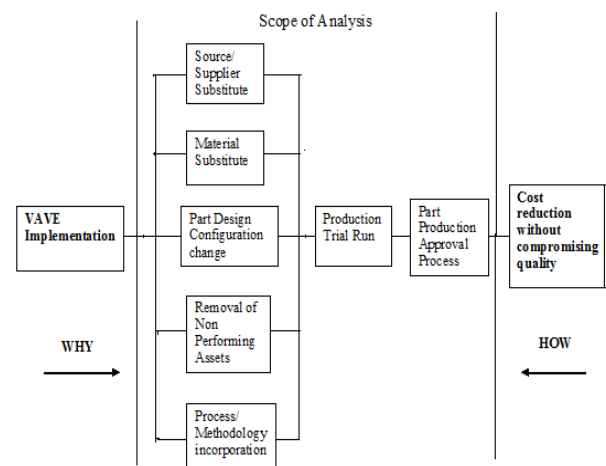 Scope of Analysis
Source/
Supplier
Substitute
Material
Substitute
VAVE
Implementation
Part Design
Configuration
change
Production
Trial Run
Part
Production
Approval
Process
Cost
reduction
without
compromising
quality
Removal of
Non
Performing
Assets
WHY
HOW
Process/
Methodology
incorporation